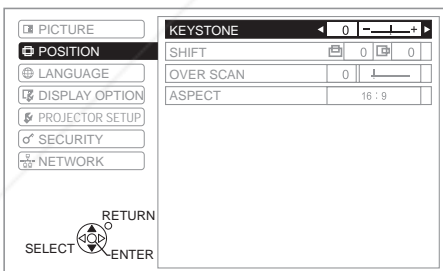 PICTURE
POSITION
LANGUAGE
DISPLAY OPTION
PROJECTOR SETUP
SECURITY
NETWORK
KEYSTONE 0 - +
SHIFT 0 0
OVER SCAN 0
ASPECT 16:9
RETURN
SELECT
ENTER